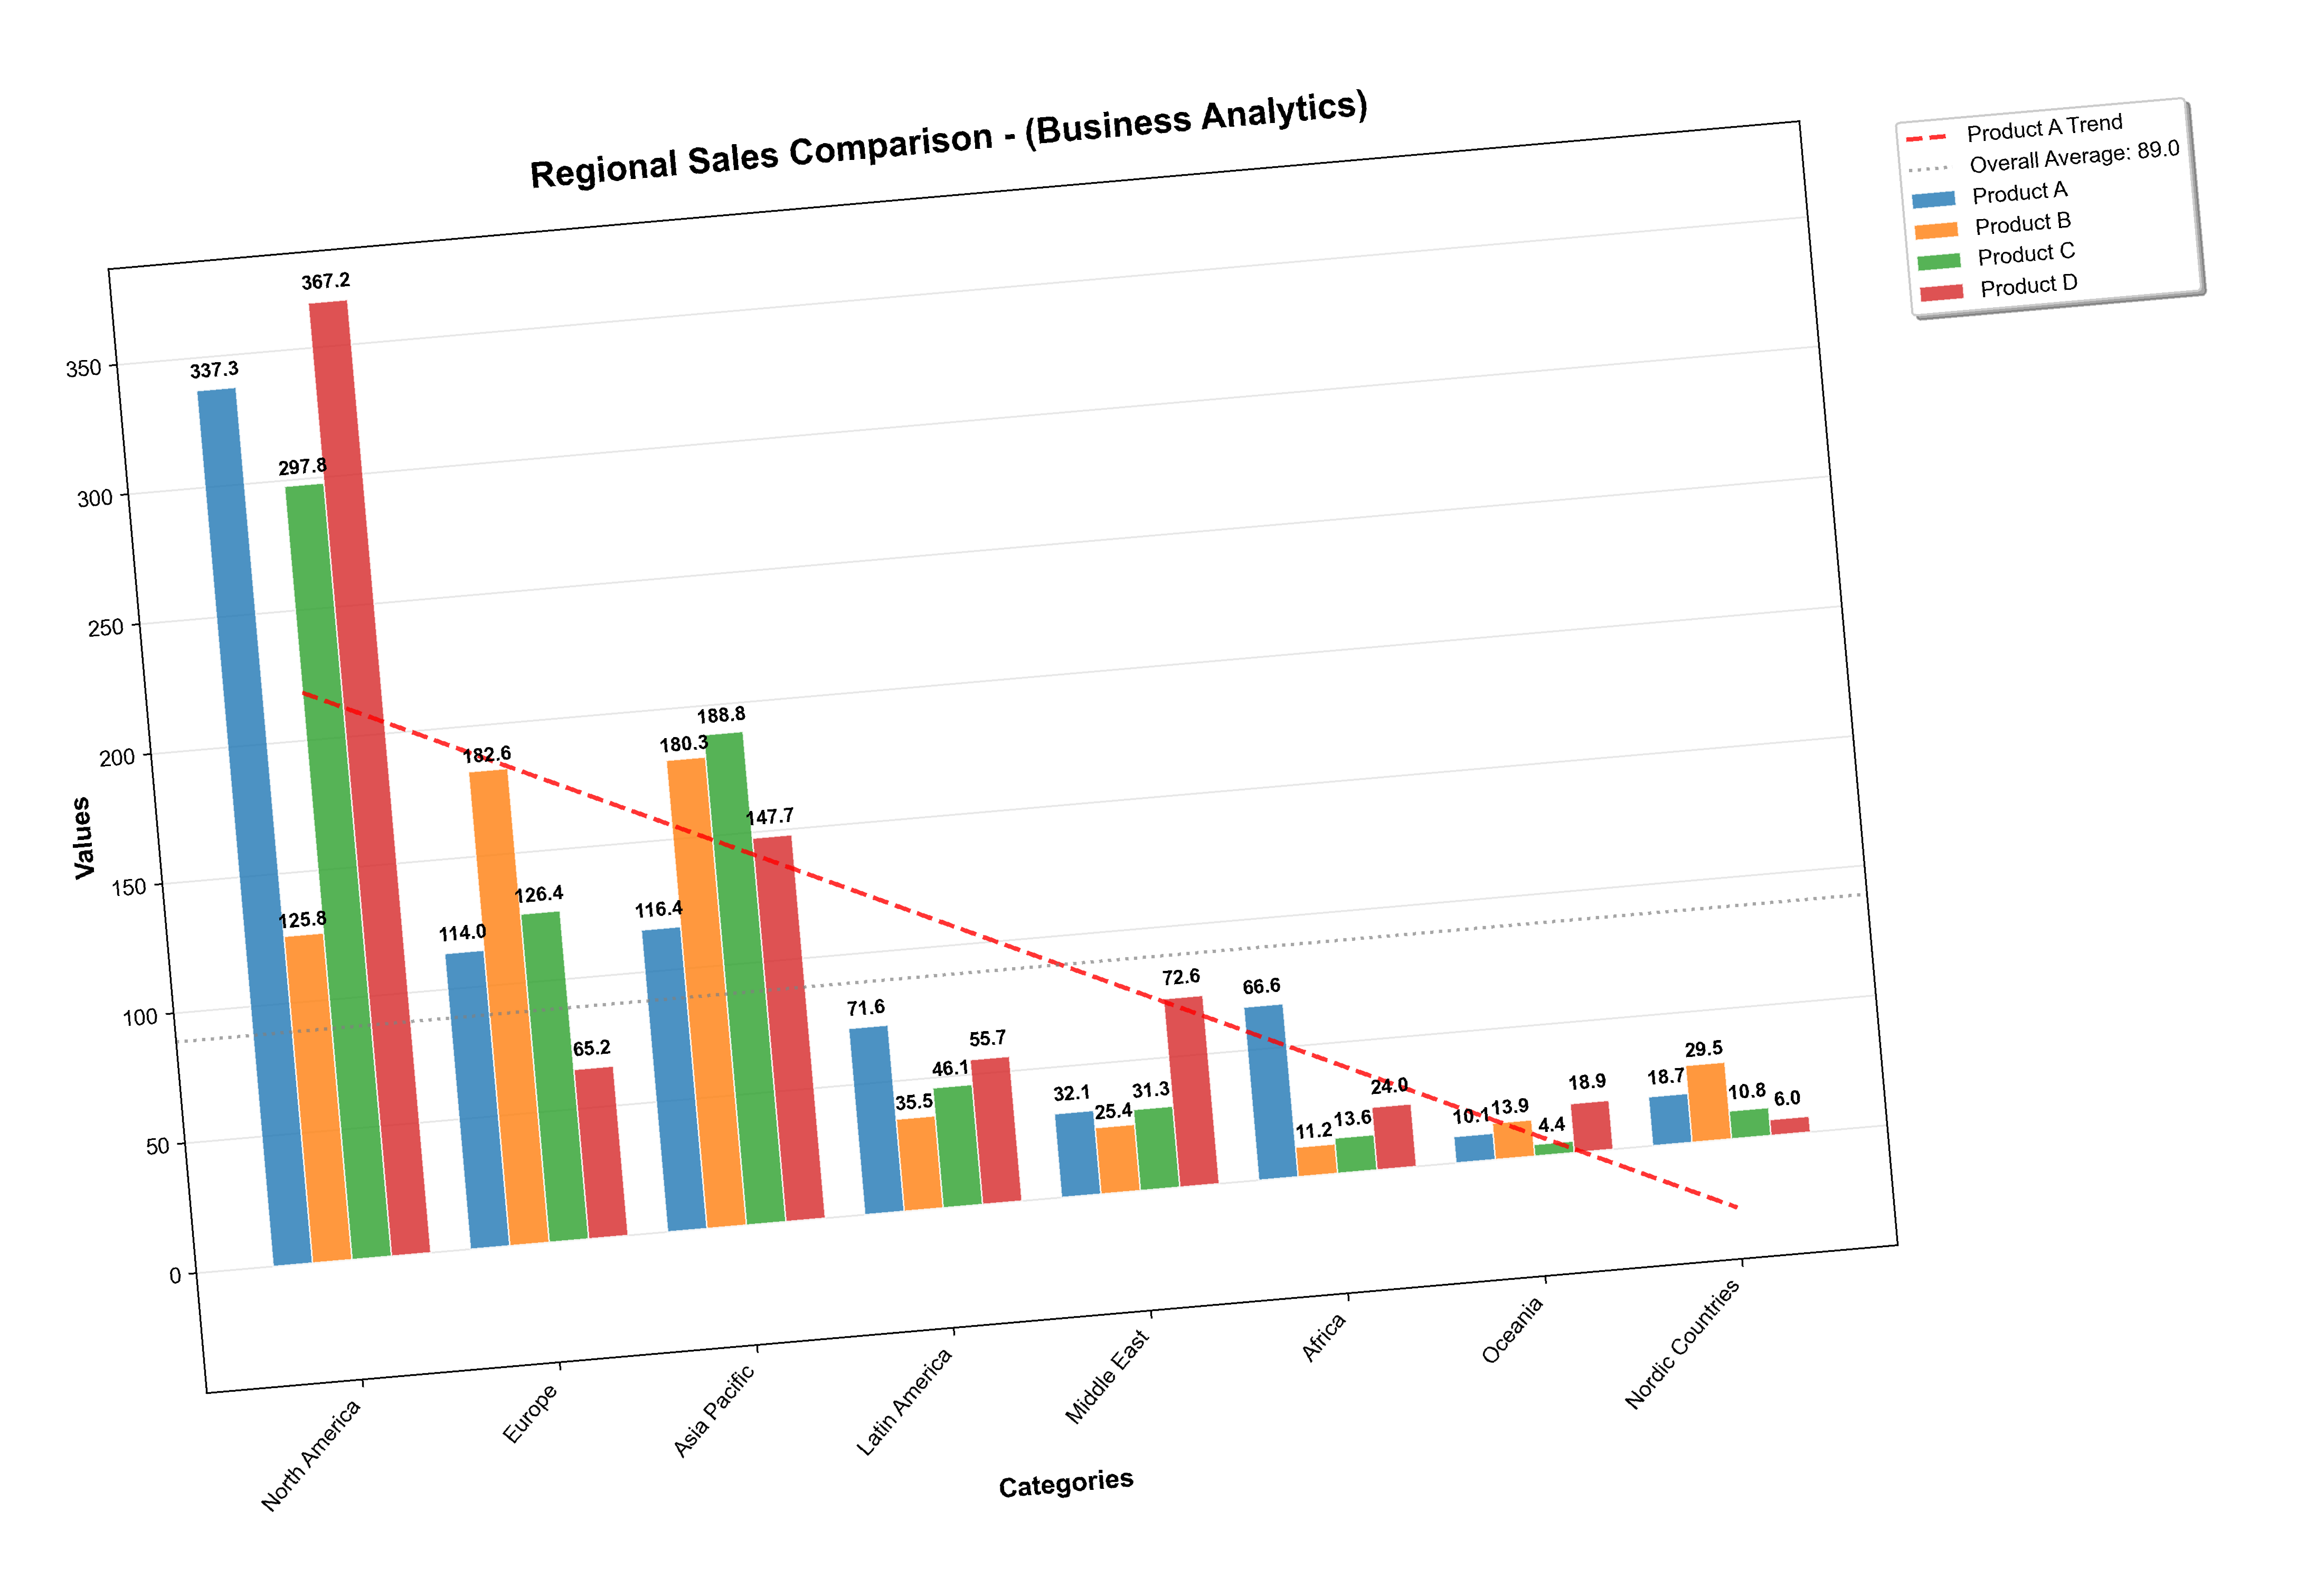 Regional Sales Comparison - (Business Analytics)
Product A Trend
Overall Average: 89.0
Product A
Product B
Product C
Product D
Values
350
300
250
200
150
100
50
0
337.3
125.8
297.8
367.2
114.0
182.6
126.4
65.2
116.4
180.3
188.8
147.7
71.6
35.5
46.1
55.7
32.1
25.4
31.3
72.6
66.6
11.2
13.6
24.0
10.1
13.9
4.4
18.9
18.7
29.5
10.8
6.0
North America
Europe
Asia Pacific
Latin America
Middle East
Africa
Oceania
Nordic Countries
Categories